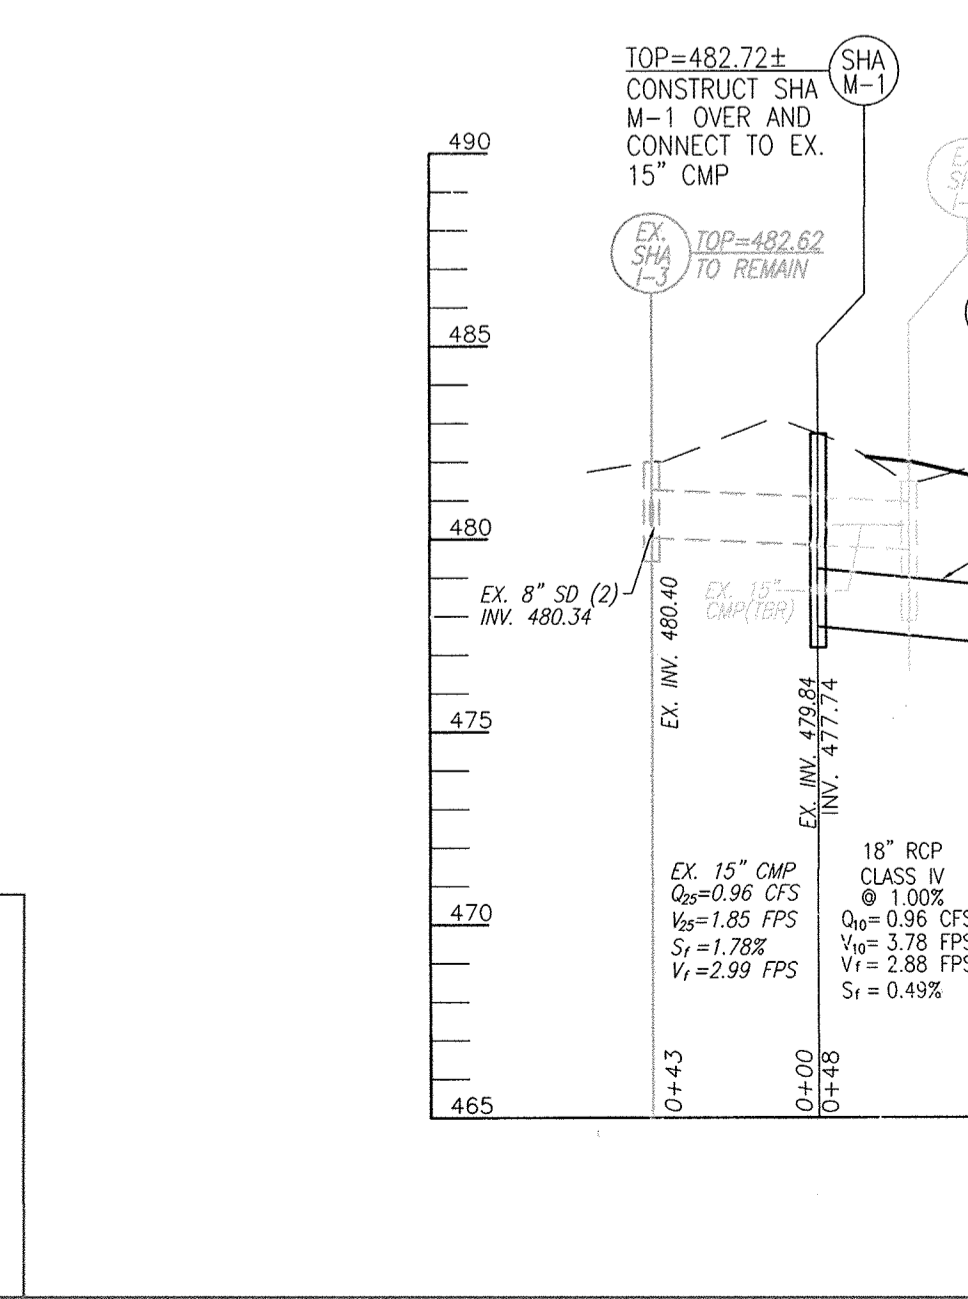 TOP=482.72±
CONSTRUCT SHA
M-1 OVER AND
CONNECT TO EX.
15" CMP
SHA
M-1
EX.
SHA
I-3
TOP=482.62
TO REMAIN
490
485
480
475
470
465
EX. 8" SD (2)
INV. 480.34
EX. INV. 480.40
EX. 15"
CMP(TBR)
EX. INV. 479.84
INV. 477.74
EX. 15" CMP
Q25=0.96 CFS
V25=1.85 FPS
Sf=1.78%
Vf=2.99 FPS
18" RCP
CLASS IV
@ 1.00%
Q10=0.96 CFS
V10=3.78 FPS
Vf=2.88 FPS
Sf=0.49%
0+43
0+00
0+48